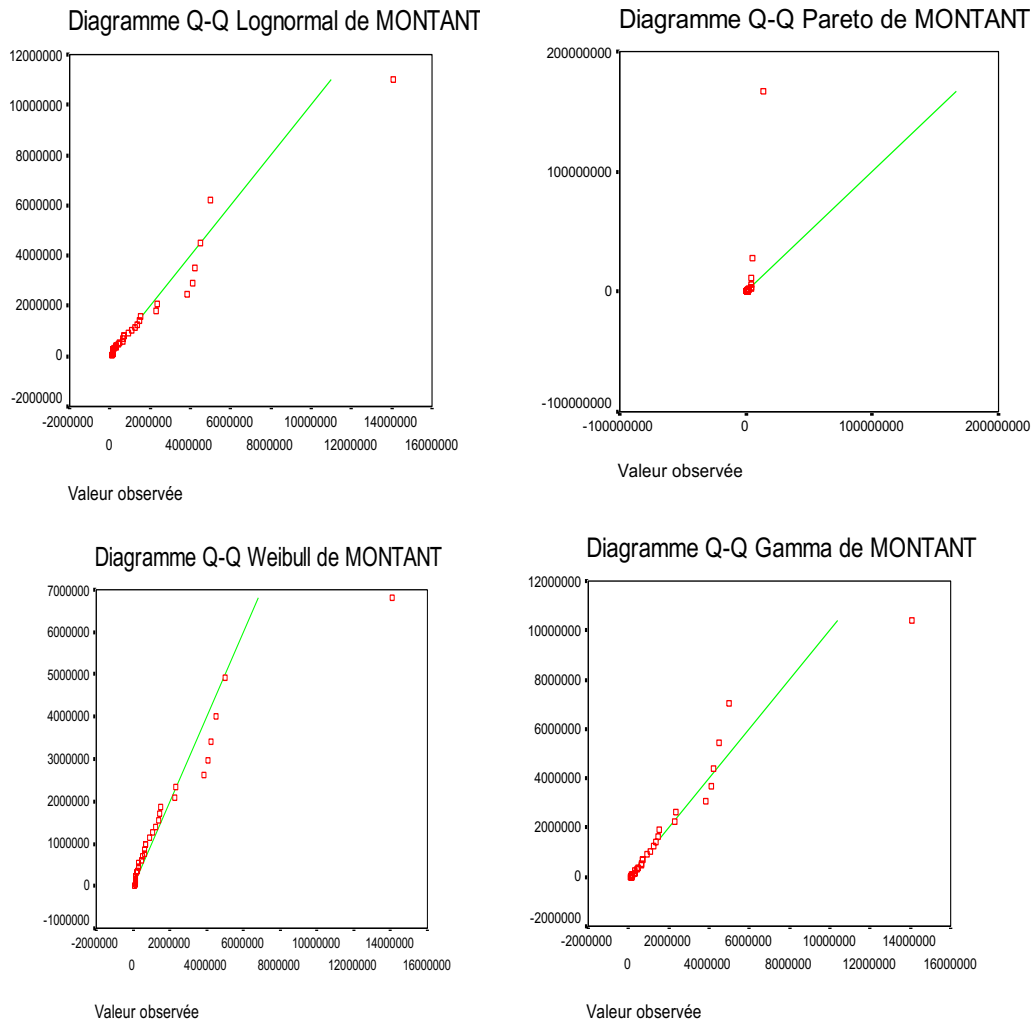 Diagramme Q-Q Lognormal de MONTANT
12000000
10000000
8000000
6000000
4000000
2000000
0
-2000000
-2000000 2000000 6000000 10000000 14000000
0 4000000 8000000 12000000 16000000
Valeur observée
Diagramme Q-Q Pareto de MONTANT
200000000
100000000
0
-100000000
-100000000 0 100000000 200000000
Valeur observée
Diagramme Q-Q Weibull de MONTANT
7000000
6000000
5000000
4000000
3000000
2000000
1000000
0
-1000000
-2000000 2000000 6000000 10000000 14000000
0 4000000 8000000 12000000 16000000
Valeur observée
Diagramme Q-Q Gamma de MONTANT
12000000
10000000
8000000
6000000
4000000
2000000
0
-2000000
-2000000 2000000 6000000 10000000 14000000
0 4000000 8000000 12000000 16000000
Valeur observée